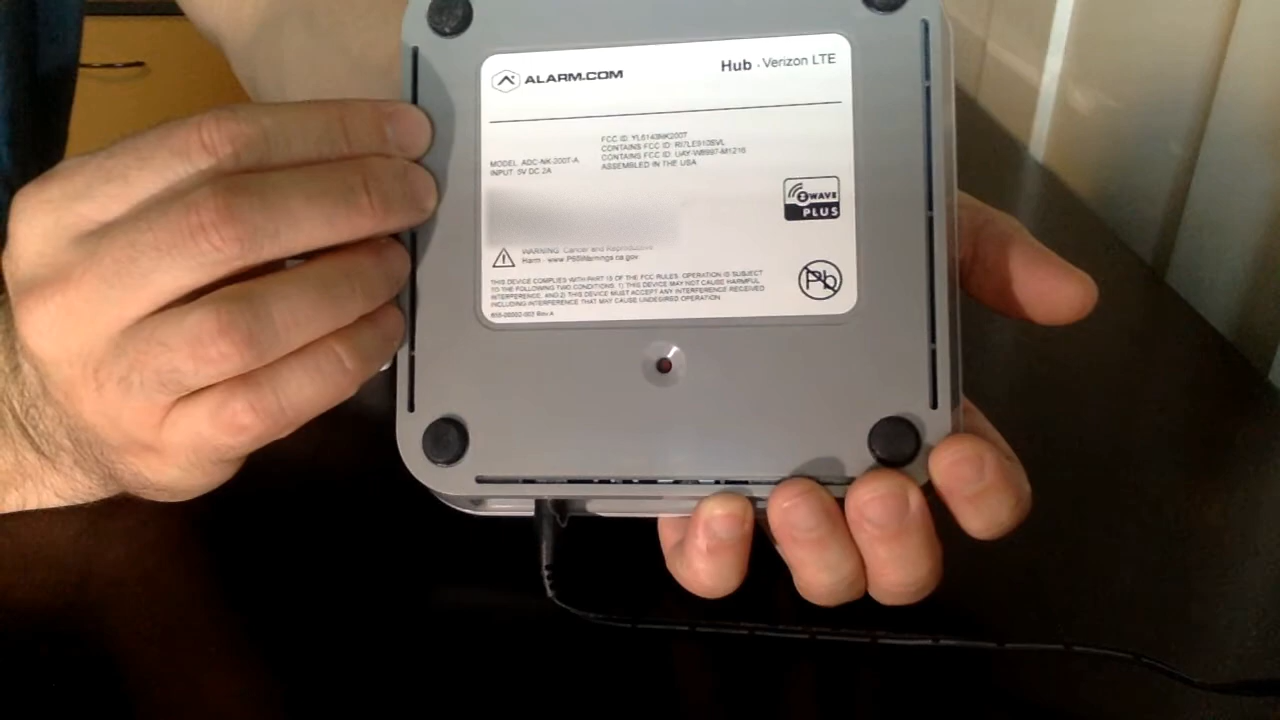 ALARM.COM
Hub - Verizon LTE
MODEL: ADC-NK-200T-A
INPUT: 5V DC 2A
FCC ID: YL6143NK200T
CONTAINS FCC ID: RI7LE910SVL
CONTAINS FCC ID: UAY-W8997-M1216
ASSEMBLED IN THE USA
Z WAVE
PLUS
WARNING: Cancer and Reproductive
Harm - www.P65Warnings.ca.gov
Pb
THIS DEVICE COMPLIES WITH PART 15 OF THE FCC RULES. OPERATION IS SUBJECT
TO THE FOLLOWING TWO CONDITIONS: 1) THIS DEVICE MAY NOT CAUSE HARMFUL
INTERFERENCE, AND 2) THIS DEVICE MUST ACCEPT ANY INTERFERENCE RECEIVED
INCLUDING INTERFERENCE THAT MAY CAUSE UNDESIRED OPERATION
Rev.A